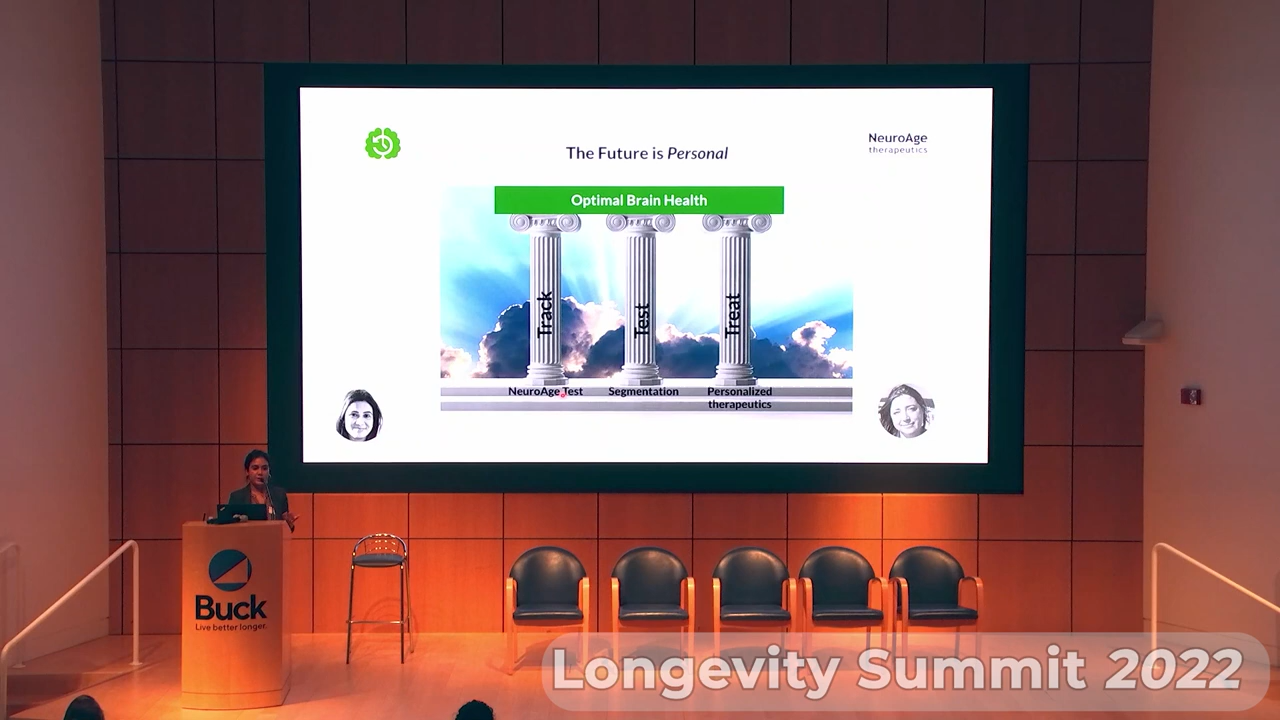 NeuroAge
therapeutics
The Future is Personal
Optimal Brain Health
Track
Test
Treat
NeuroAge Test
Segmentation
Personalized
therapeutics
Buck
Live better longer.
Longevity Summit 2022